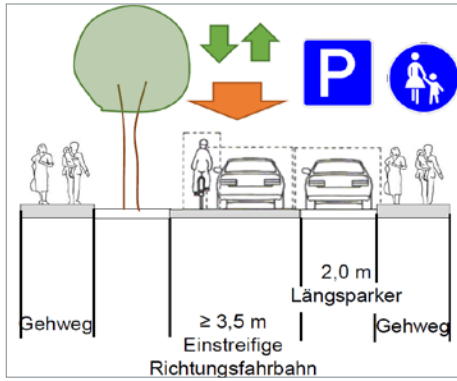 P
2,0 m
Längsparker
Gehweg
≥ 3,5 m
Gehweg
Einstreifige
Richtungsfahrbahn